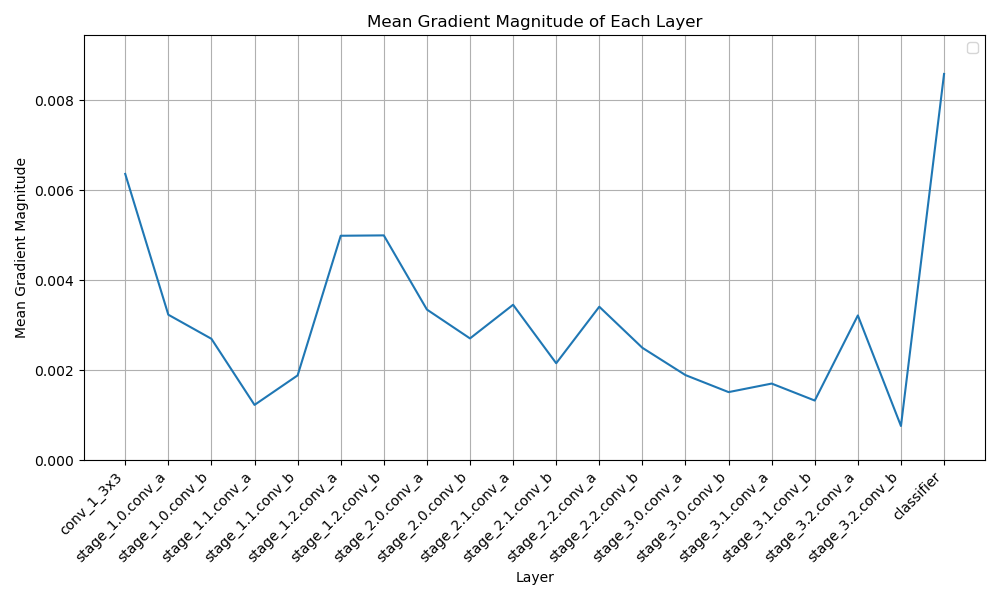 Mean Gradient Magnitude of Each Layer
Mean Gradient Magnitude
0.008
0.006
0.004
0.002
0.000
conv_1_3x3
stage_1.0.conv_a
stage_1.0.conv_b
stage_1.1.conv_a
stage_1.1.conv_b
stage_1.2.conv_a
stage_1.2.conv_b
stage_2.0.conv_a
stage_2.0.conv_b
stage_2.1.conv_a
stage_2.1.conv_b
stage_2.2.conv_a
stage_2.2.conv_b
stage_3.0.conv_a
stage_3.0.conv_b
stage_3.1.conv_a
stage_3.1.conv_b
stage_3.2.conv_a
stage_3.2.conv_b
classifier
Layer